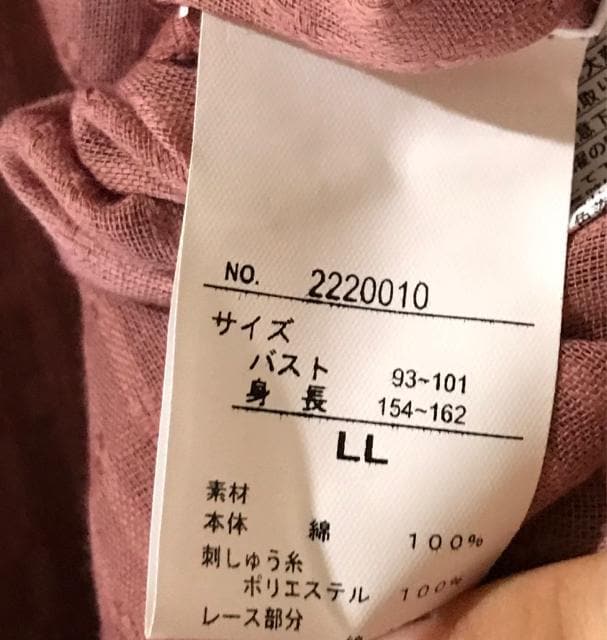 NO. 2220010
サイズ
バスト 93~101
身 長 154~162
LL
素材
本体 綿 100%
刺しゅう糸
ポリエステル 100%
レース部分
綿